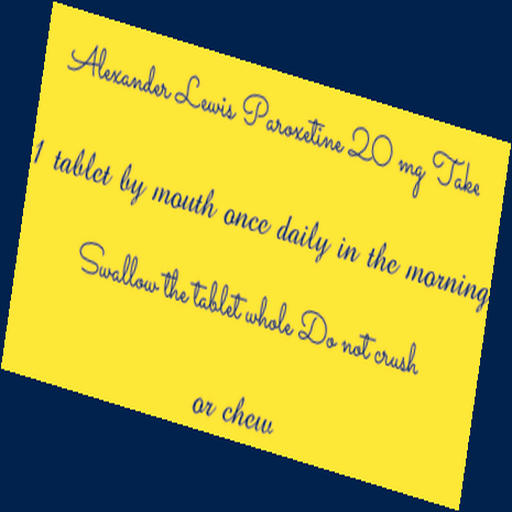 Alexander Lewis Paroxetine 20 mg Take
1 tablet by mouth once daily in the morning
Swallow the tablet whole Do not crush
or chew